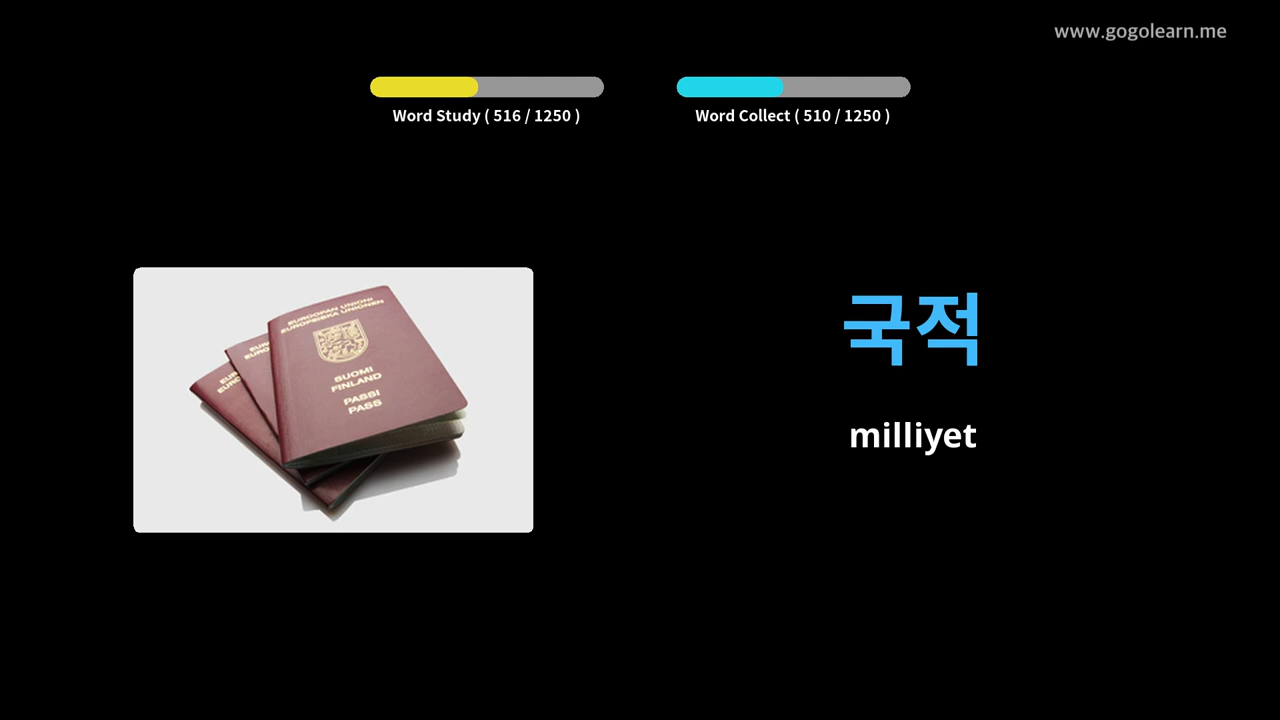 www.gogolearn.me
Word Study ( 516 / 1250 )
Word Collect ( 510 / 1250 )
EUROOPAN UNIONI
EUROPEISKA UNIONEN
SUOMI
FINLAND
PASSI
PASS
국적
milliyet